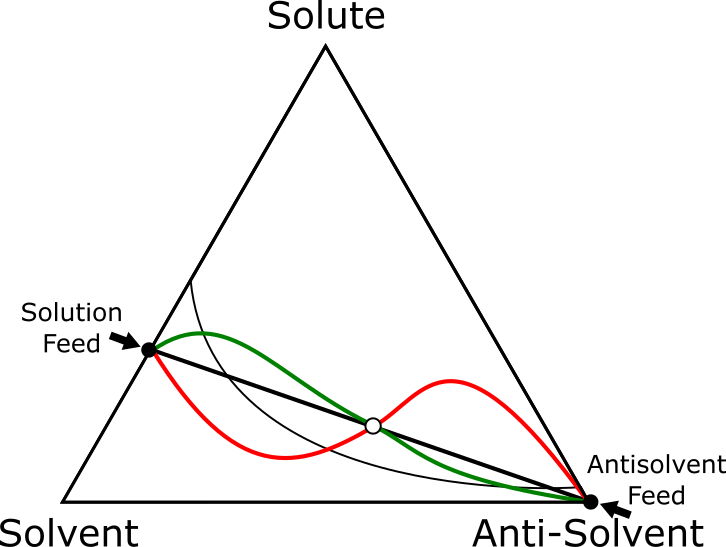 Solute
Solution
Feed
Antisolvent
Feed
Solvent
Anti-Solvent